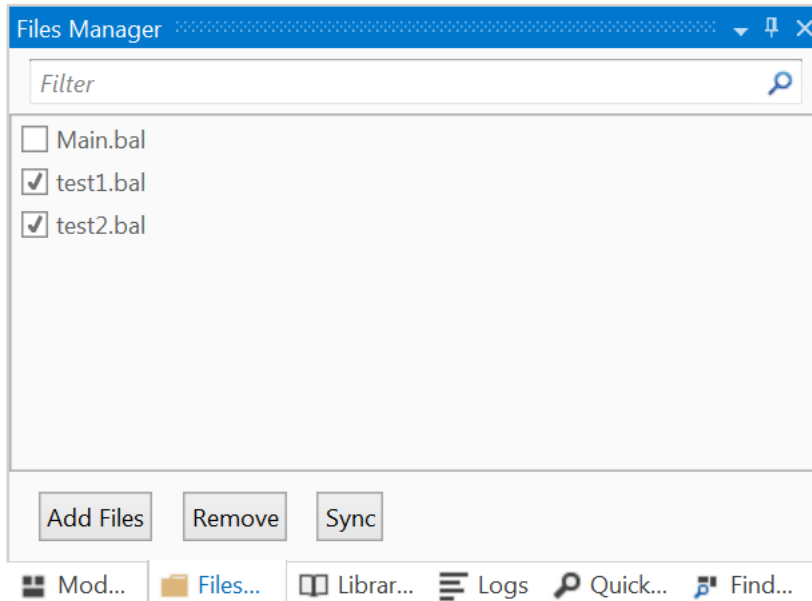 Files Manager
Filter
Main.bal
test1.bal
test2.bal
Add Files Remove Sync
Mod... Files... Librar... Logs Quick... Find...